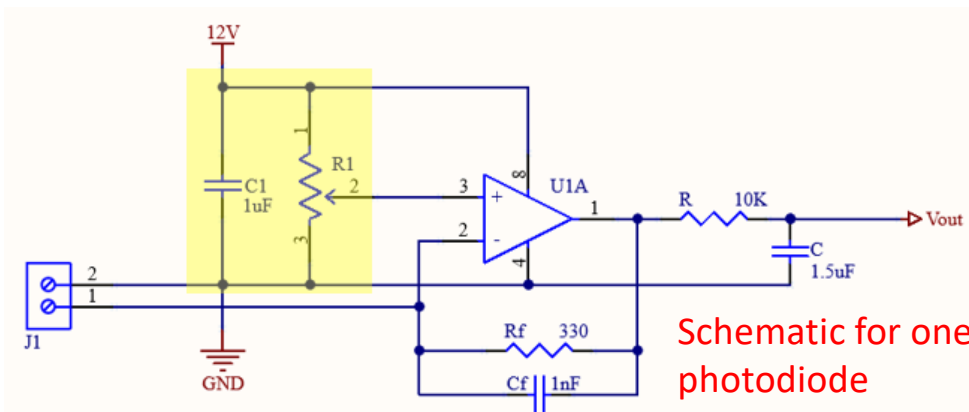 12V
1
R1
C1
1uF
2
3
3
+
2
-
8
U1A
1
4
R
10K
Vout
C
1.5uF
2
1
J1
GND
Rf
330
Cf
1nF
Schematic for one
photodiode